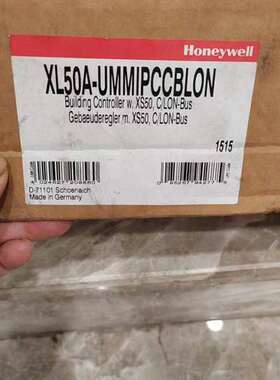 Honeywell
XL50A-UMMIPCCBLON
Building Controller w. XS50, C/LON-Bus
Gebaeuderegler m. XS50, C/LON-Bus
1515
D-71101 Schoenaich
Made in Germany